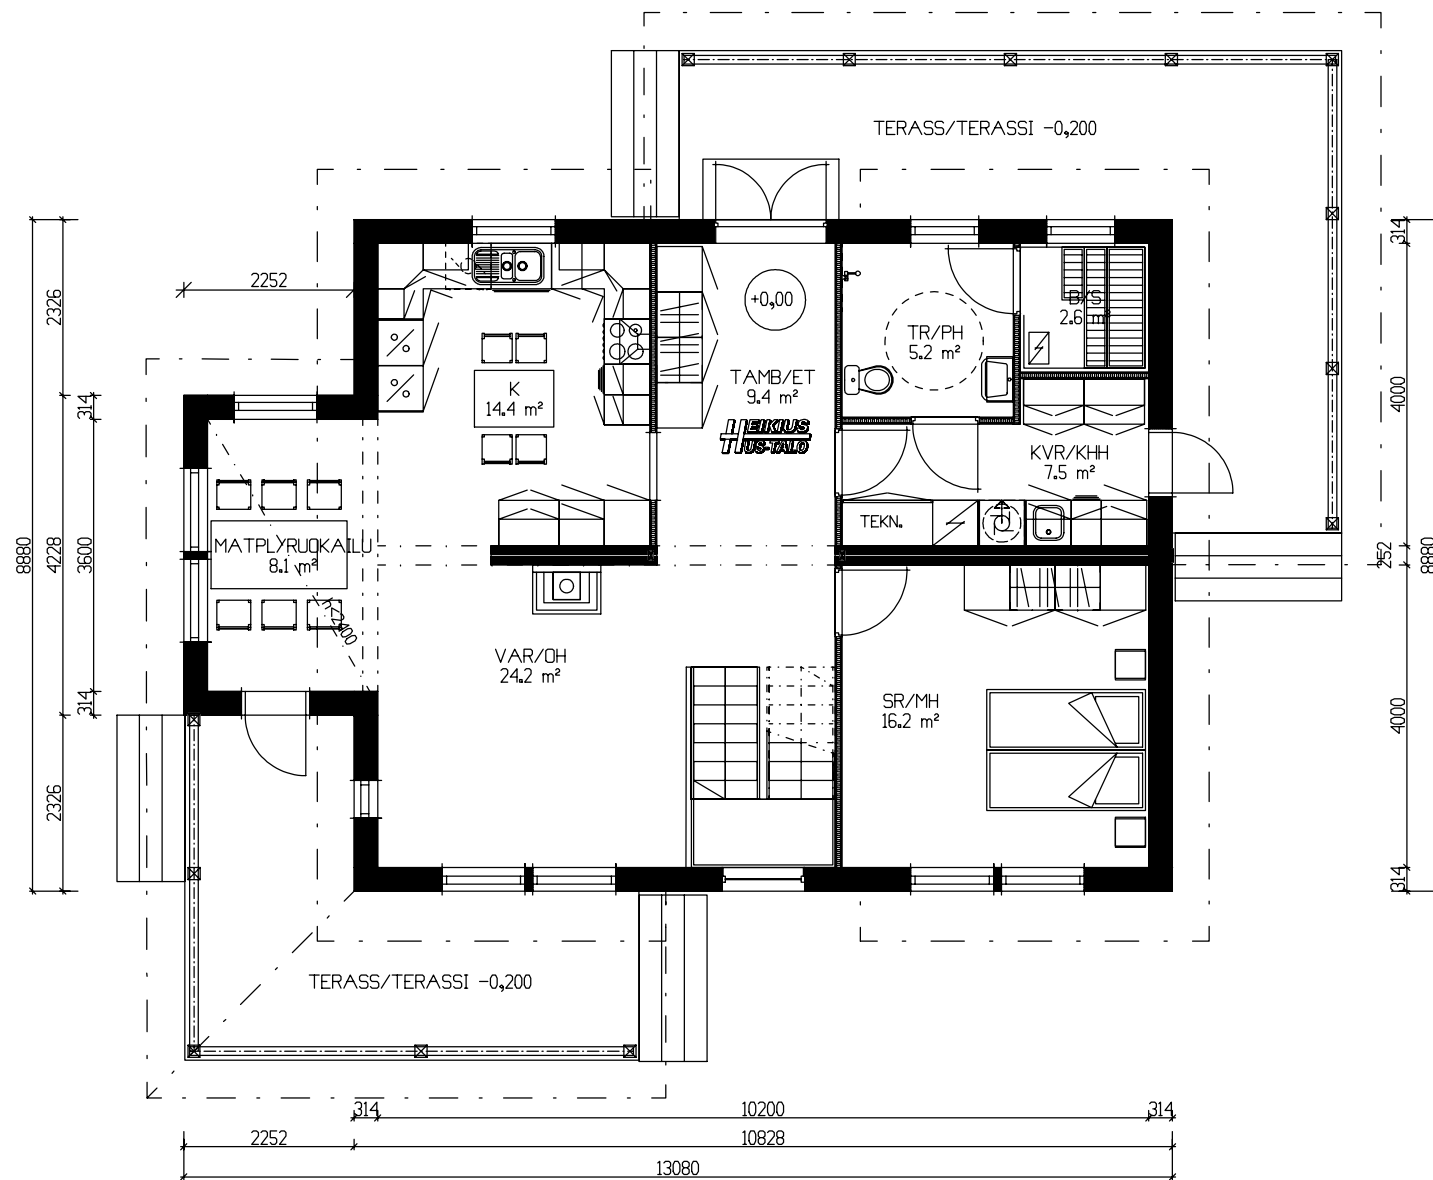 TERASS/TERASSI -0,200
+0,00
B/S
2.6 m²
TR/PH
5.2 m²
K
14.4 m²
TAMB/ET
9.4 m²
HEIKIUS
HUS-TALO
KVR/KHH
7.5 m²
TEKN.
MATPL./RUOKAILU
8.1 m²
h<2400
VAR/OH
24.2 m²
SR/MH
16.2 m²
TERASS/TERASSI -0,200
8880
2326
4228
2326
314
3600
314
2252
314
4000
252
4000
314
8880
314
10200
314
2252
10828
13080